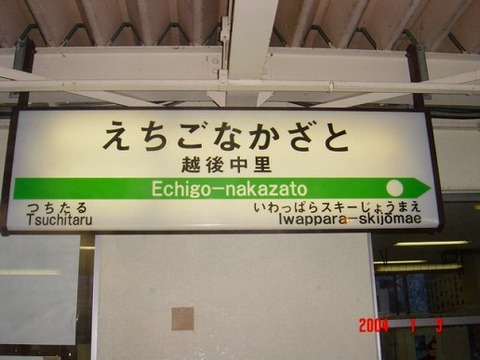 えちごなかざと
越後中里
Echigo-nakazato
つちたる
Tsuchitaru
いわっぱらスキーじょうまえ
Iwappara-skijomae
2004 1 3